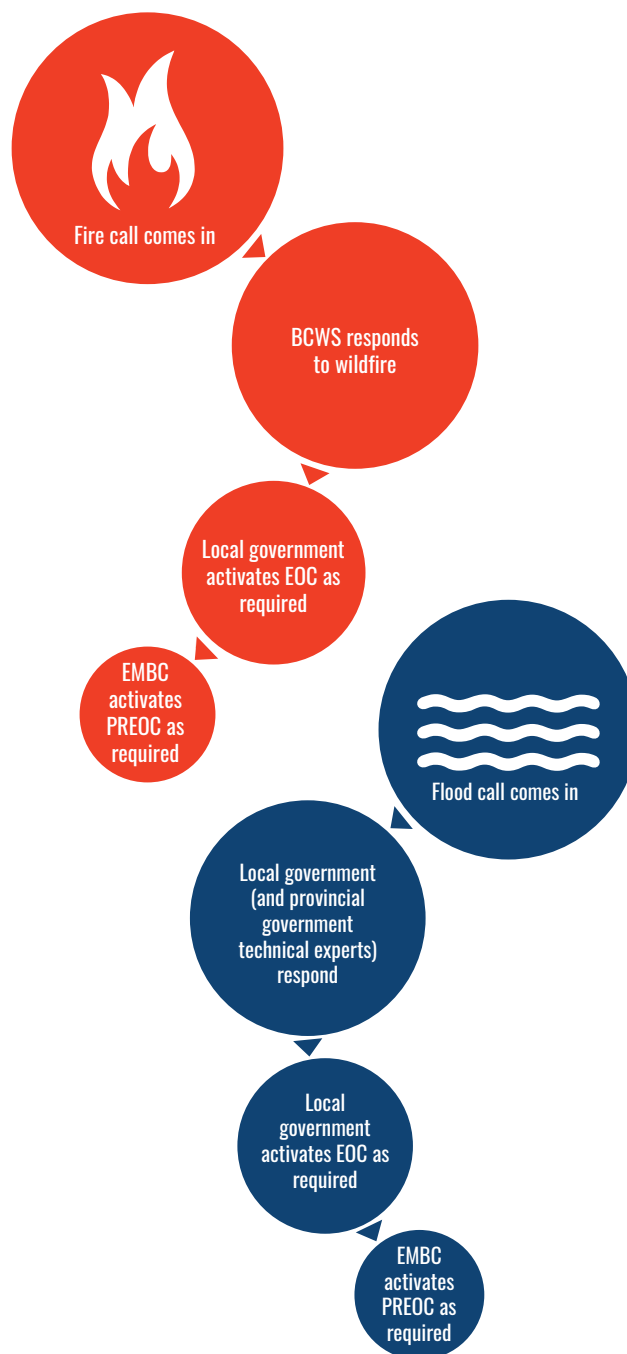 Fire call comes in
BCWS responds
to wildfire
Local government
activates EOC as
required
EMBC
activates
PREOC as
required
Flood call comes in
Local government
(and provincial
government
technical experts)
respond
Local
government
activates EOC as
required
EMBC
activates
PREOC as
required